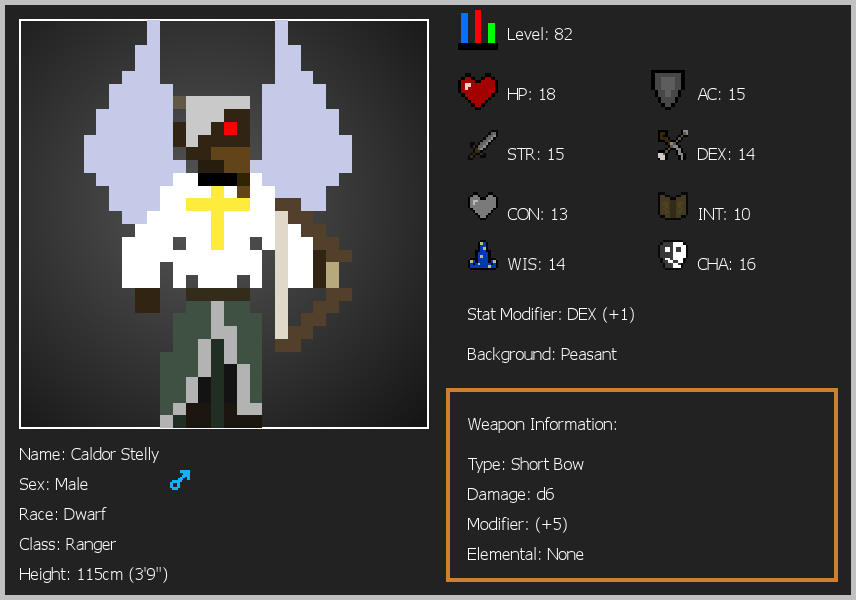 Level: 82
HP: 18
AC: 15
STR: 15
DEX: 14
CON: 13
INT: 10
WIS: 14
CHA: 16
Stat Modifier: DEX (+1)
Background: Peasant
Weapon Information:
Type: Short Bow
Damage: d6
Modifier: (+5)
Elemental: None
Name: Caldor Stelly
Sex: Male
Race: Dwarf
Class: Ranger
Height: 115cm (3'9")